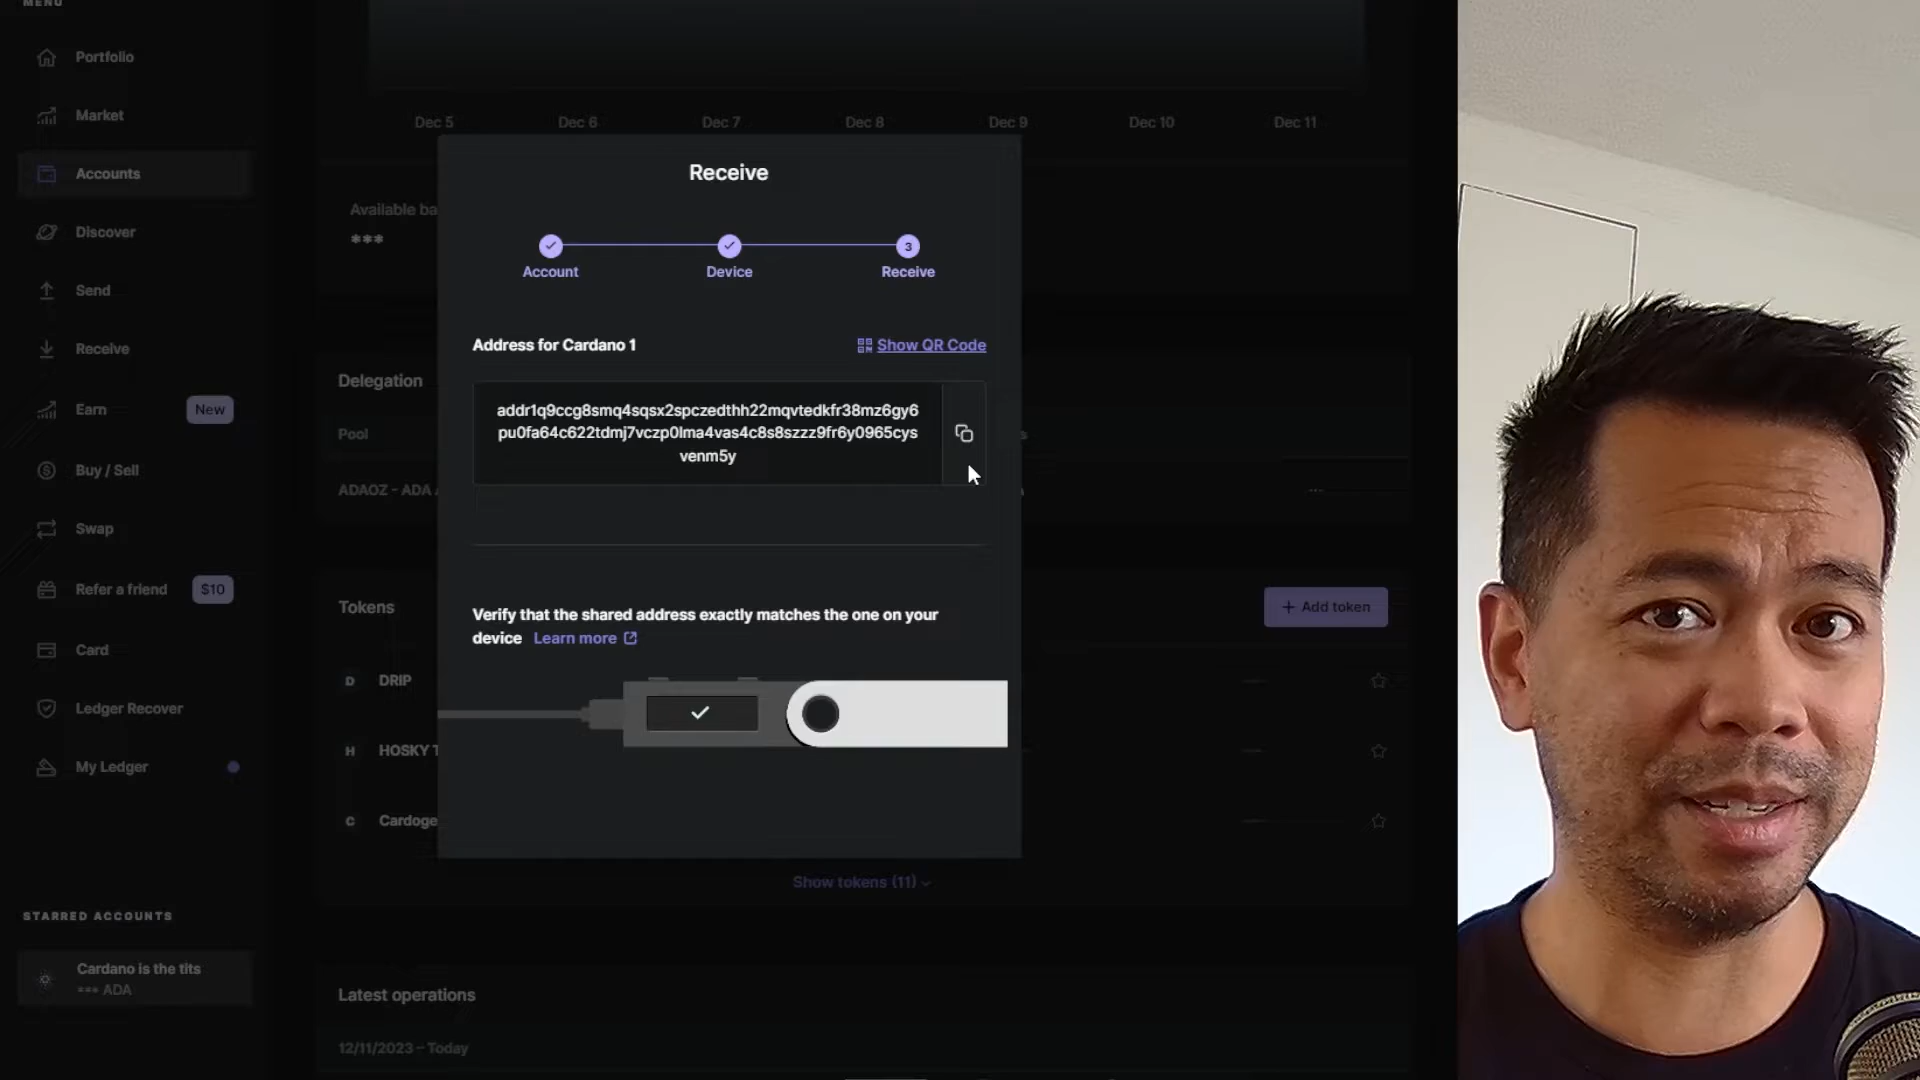 MENU
Portfolio
Market
Accounts
Discover
Send
Receive
Earn
New
Buy / Sell
Swap
Refer a friend
$10
Card
Ledger Recover
My Ledger
STARRED ACCOUNTS
Cardano is the tits
*** ADA
Dec 5 Dec 6 Dec 7 Dec 8 Dec 9 Dec 10 Dec 11
Available ba
***
Delegation
Pool
ADAOZ - ADA
Tokens
+ Add token
D DRIP
H HOSKY T
C Cardoge
Show tokens (11)
Latest operations
12/11/2023 – Today
Receive
3
Account Device Receive
Address for Cardano 1
Show QR Code
addr1q9ccg8smq4sqsx2spczedthh22mqvtedkfr38mz6gy6
pu0fa64c622tdmj7vczp0lma4vas4c8s8szzz9fr6y0965cys
venm5y
Verify that the shared address exactly matches the one on your
device Learn more